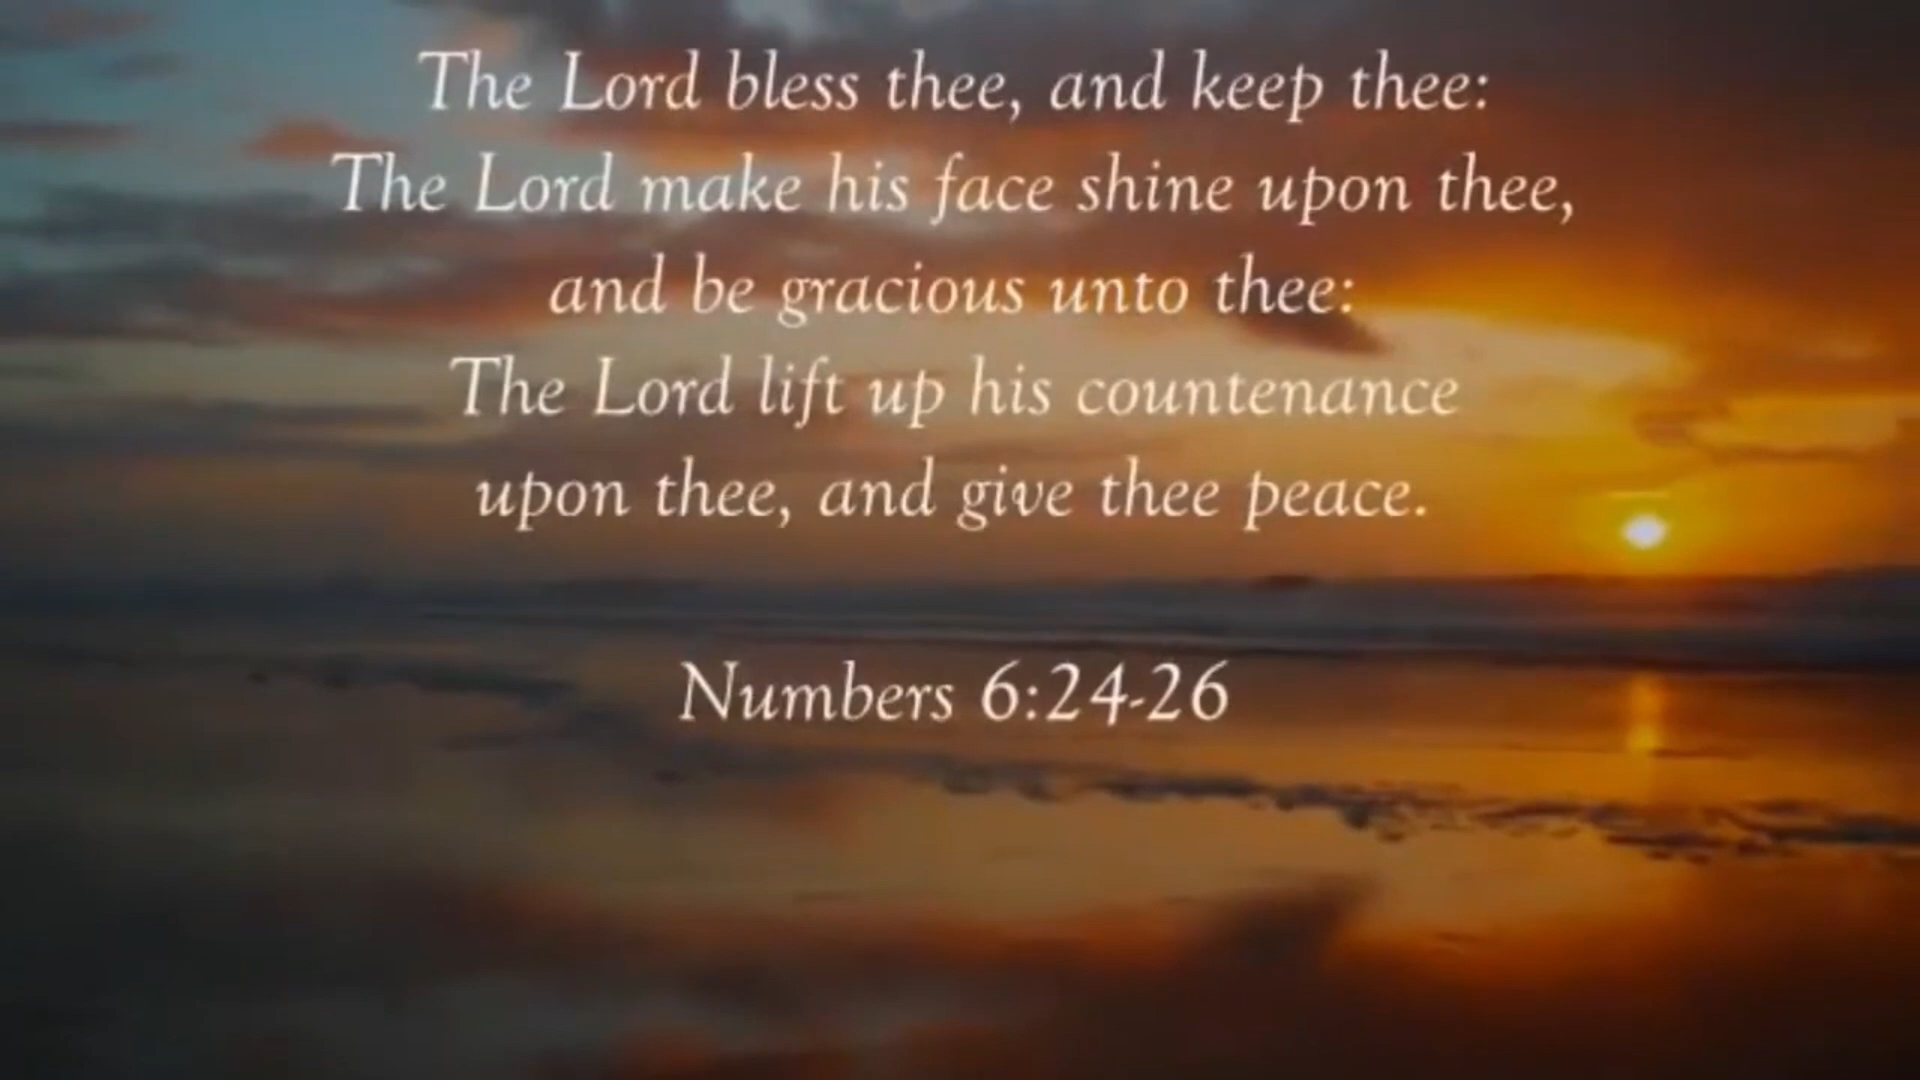 The Lord bless thee, and keep thee:
The Lord make his face shine upon thee,
and be gracious unto thee:
The Lord lift up his countenance
upon thee, and give thee peace.
Numbers 6:24-26